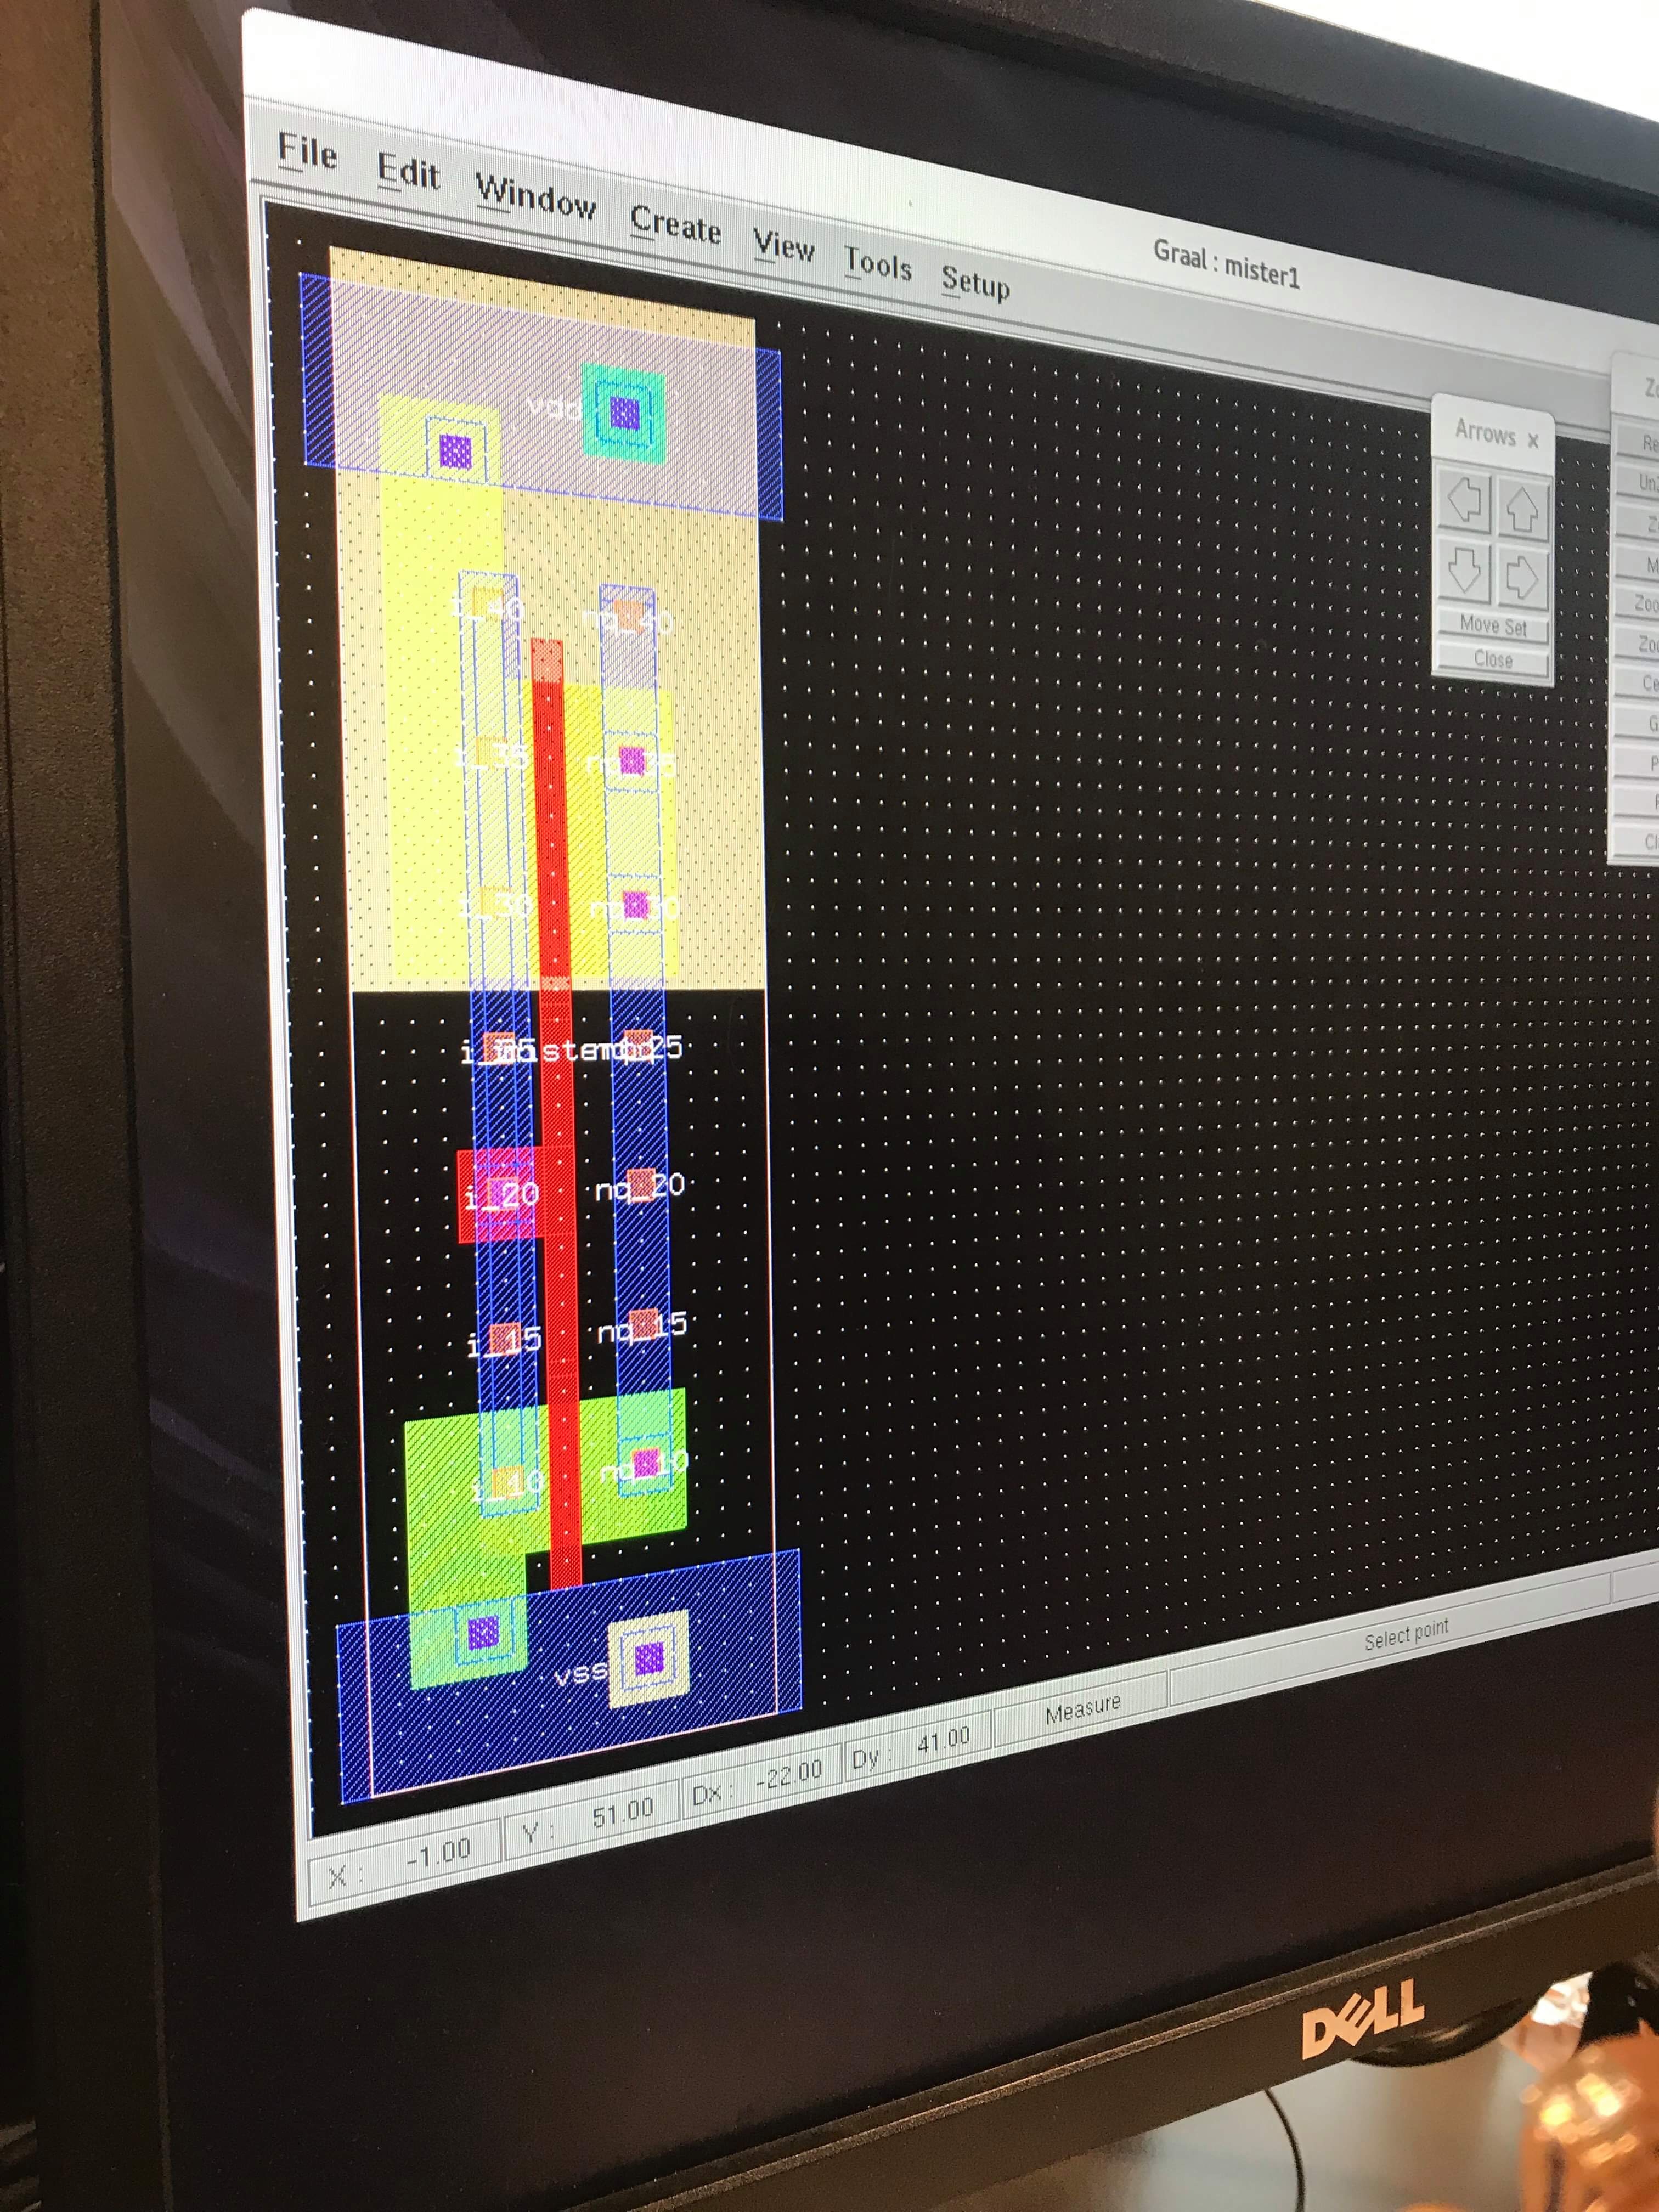 File Edit Window Create View Tools Setup
Graal : mister1
Arrows ×
Move Set
Close
vdd
i_40 nq_40
i_35 nq_35
i_30 nq_30
nq_25
i_20 nq_20
i_15 nq_15
i_10 nq_10
vss
X : -1.00 Y : 51.00 Dx : -22.00 Dy : 41.00 Measure Select point
DELL